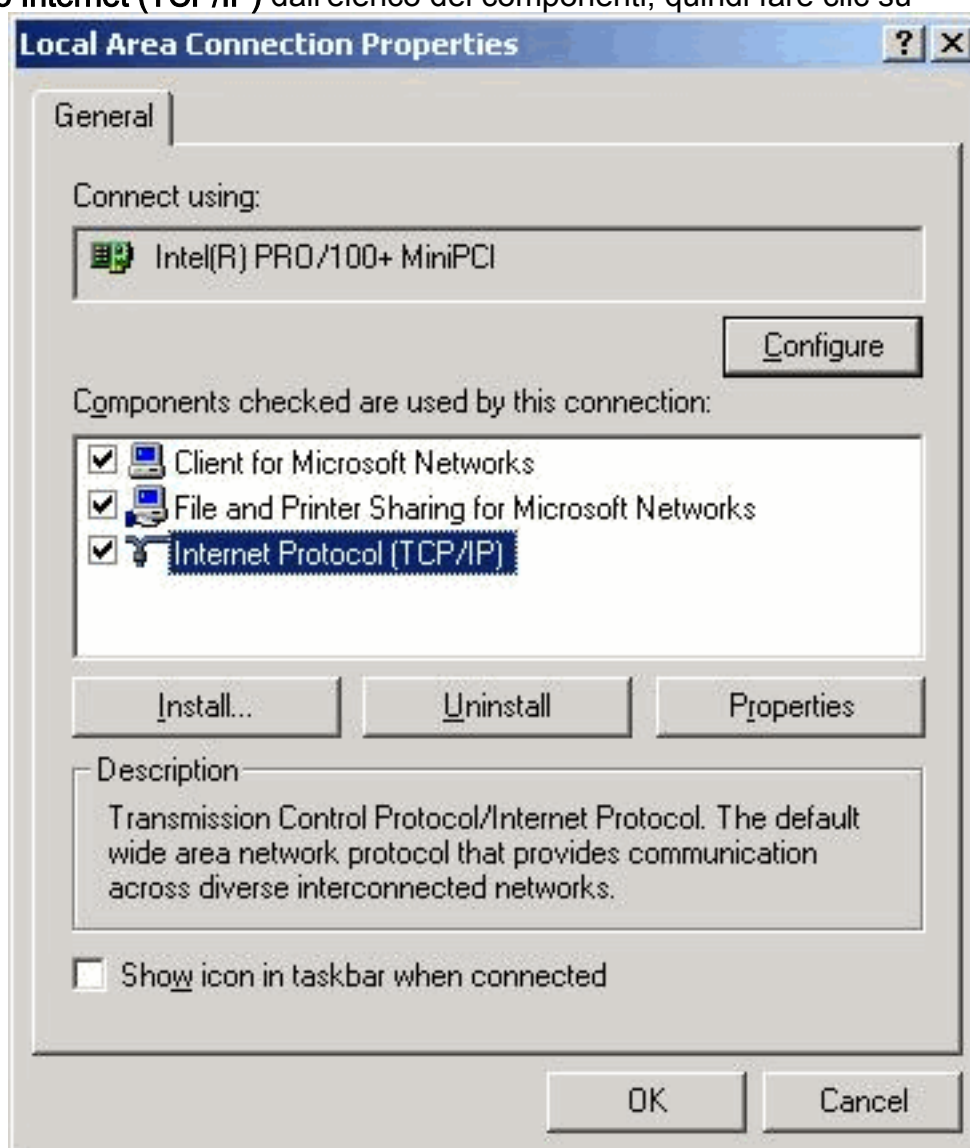 o Internet (TCP/IP) dall'elenco dei componenti, quindi fare clic su
Local Area Connection Properties
General
Connect using:
Intel(R) PRO/100+ MiniPCI
Configure
Components checked are used by this connection:
Client for Microsoft Networks
File and Printer Sharing for Microsoft Networks
Internet Protocol (TCP/IP)
Install... Uninstall Properties
Description
Transmission Control Protocol/Internet Protocol. The default
wide area network protocol that provides communication
across diverse interconnected networks.
Show icon in taskbar when connected
OK Cancel